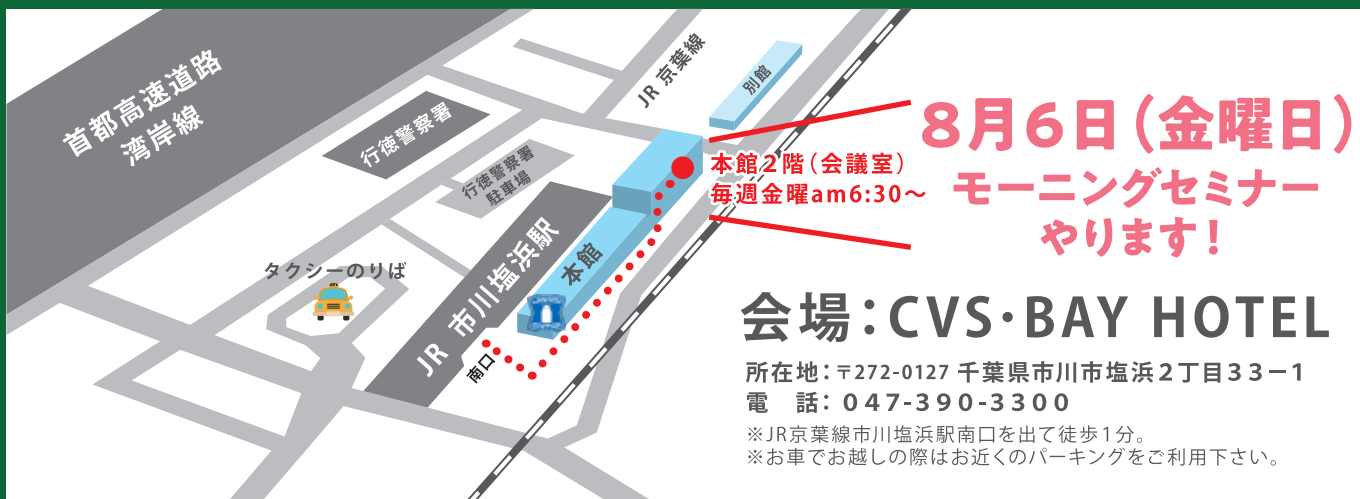 首都高速道路
湾岸線
行徳警察署
行徳警察署
駐車場
タクシーのりば
JR 市川塩浜駅
南口
本館
JR 京葉線
別館
本館2階(会議室)
毎週金曜am6:30〜
8月6日(金曜日)
モーニングセミナー
やります!
会場:CVS・BAY HOTEL
所在地:〒272-0127 千葉県市川市塩浜2丁目33−1
電　話: 047-390-3300
※JR京葉線市川塩浜駅南口を出て徒歩1分。
※お車でお越しの際はお近くのパーキングをご利用下さい。